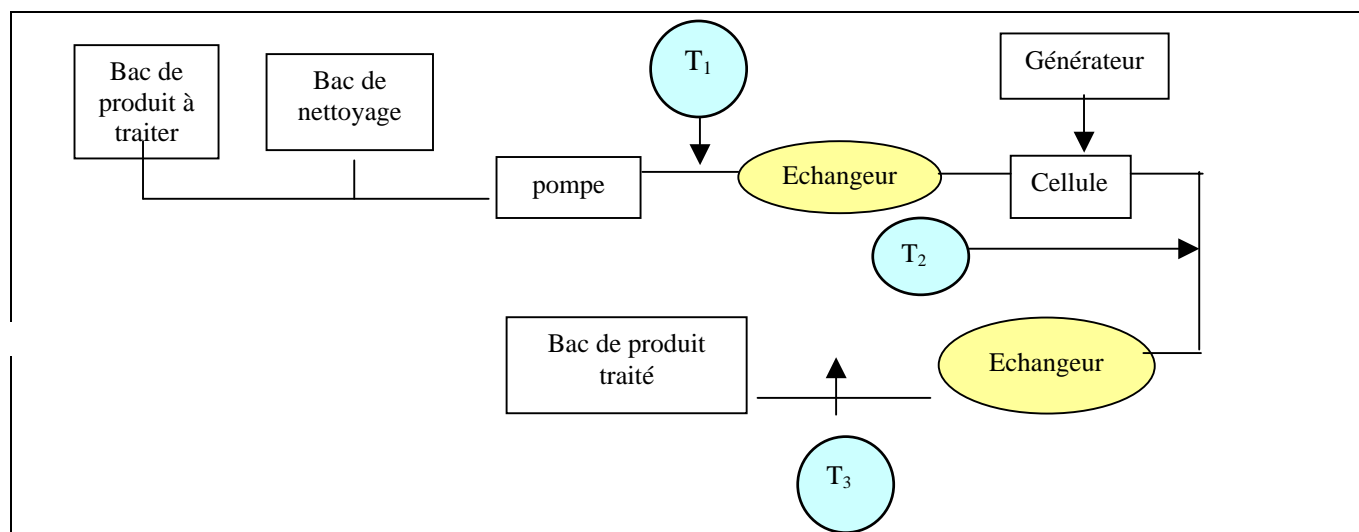 Bac de
produit à
traiter
Bac de
nettoyage
T1
Générateur
pompe
Echangeur
Cellule
T2
Bac de produit
traité
Echangeur
T3